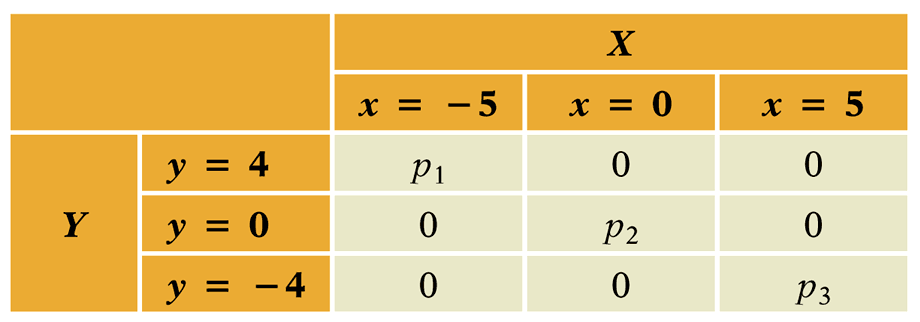 X
x = −5 x = 0 x = 5
y = 4 p₁ 0 0
Y y = 0 0 p₂ 0
y = −4 0 0 p₃